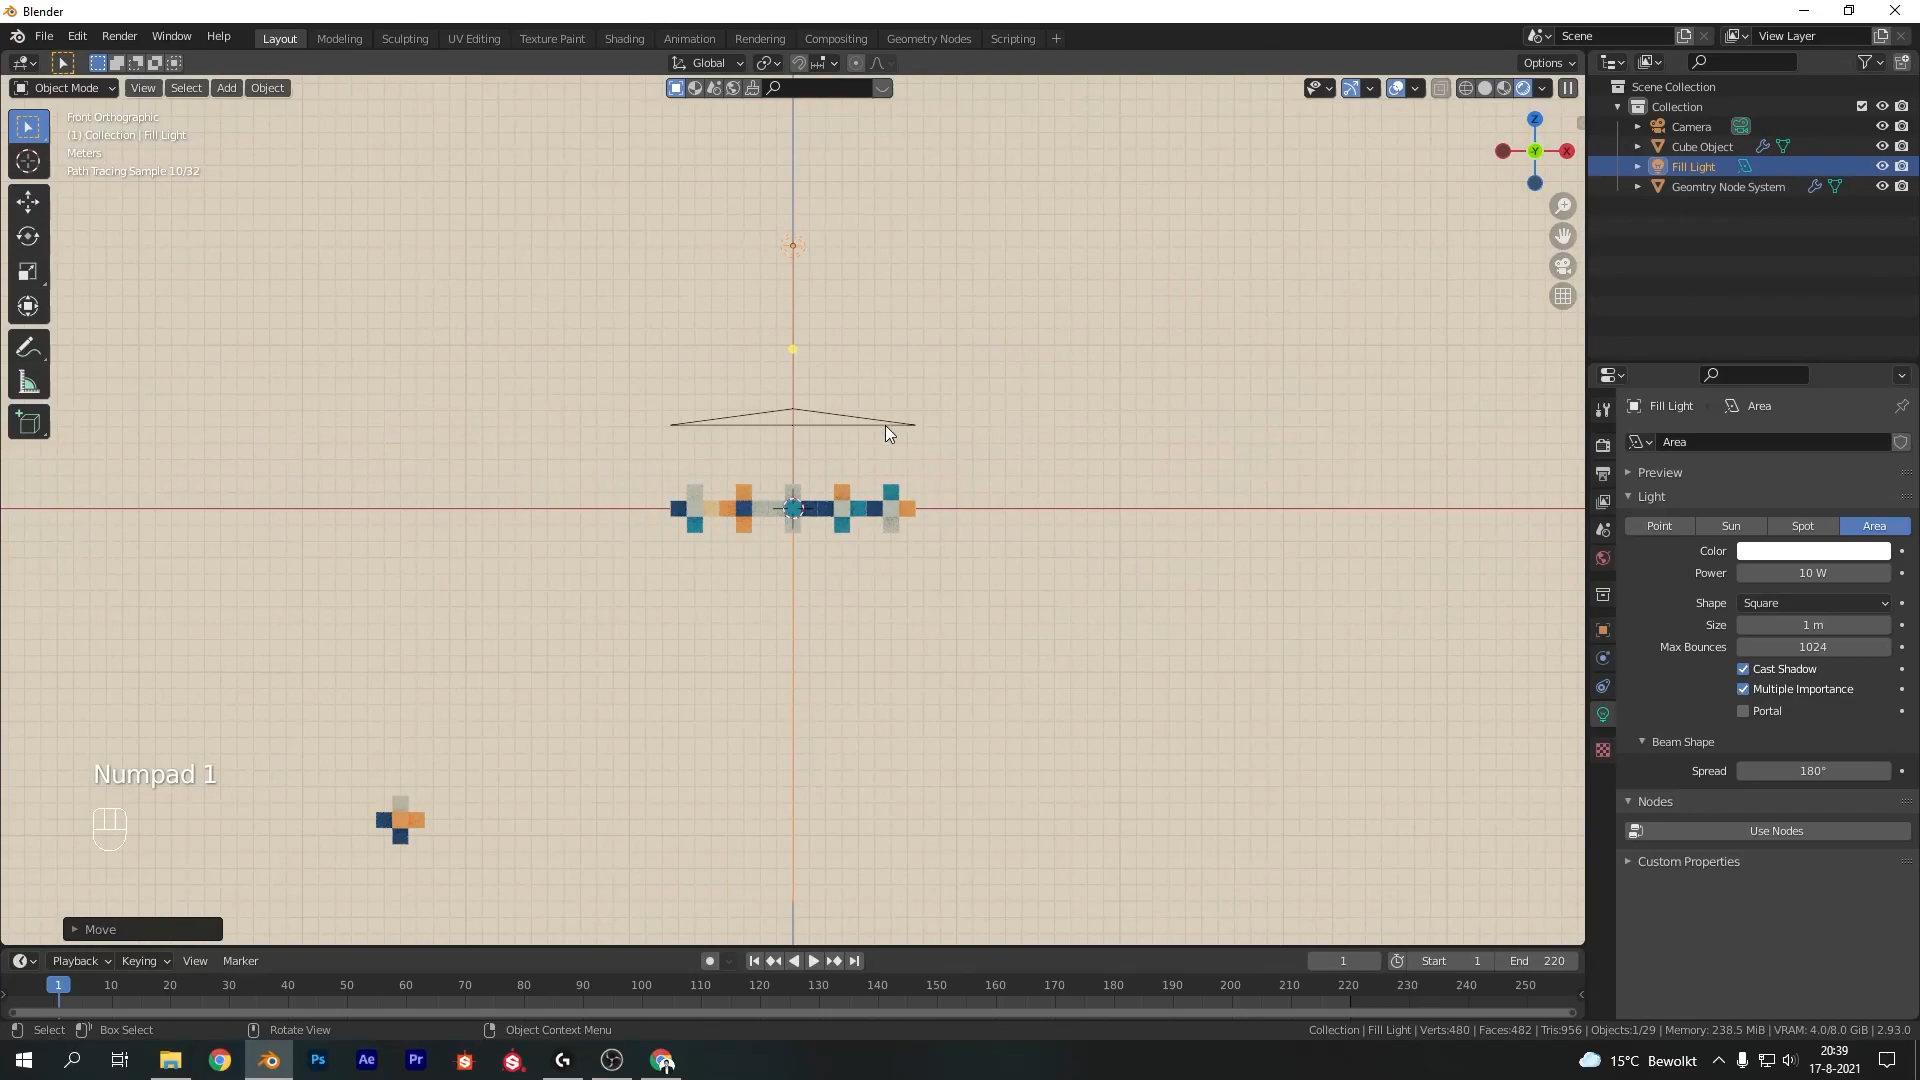 Blender
File Edit Render Window Help
Layout Modeling Sculpting UV Editing Texture Paint Shading Animation Rendering Compositing Geometry Nodes Scripting +
Scene View Layer
Global Options
Object Mode View Select Add Object
Front Orthographic
(1) Collection | Fill Light
Meters
Path Tracing Sample 10/32
Z
Y
X
Scene Collection
Collection
Camera
Cube Object
Fill Light
Geomtry Node System
Fill Light Area
Area
Preview
Light
Point Sun Spot Area
Color
Power 10 W
Shape Square
Size 1 m
Max Bounces 1024
Cast Shadow
Multiple Importance
Portal
Beam Shape
Spread 180°
Nodes
Use Nodes
Custom Properties
Numpad 1
Move
Playback Keying View Marker
1 Start 1 End 220
1 10 20 30 40 50 60 70 80 90 100 110 120 130 140 150 160 170 180 190 200 210 220 230 240 250
Select Box Select Rotate View Object Context Menu
Collection | Fill Light | Verts:480 | Faces:482 | Tris:956 | Objects:1/29 | Memory: 238.5 MiB | VRAM: 4.0/8.0 GiB | 2.93.0
Ps Ae Pr
15°C Bewolkt
20:39
17-8-2021